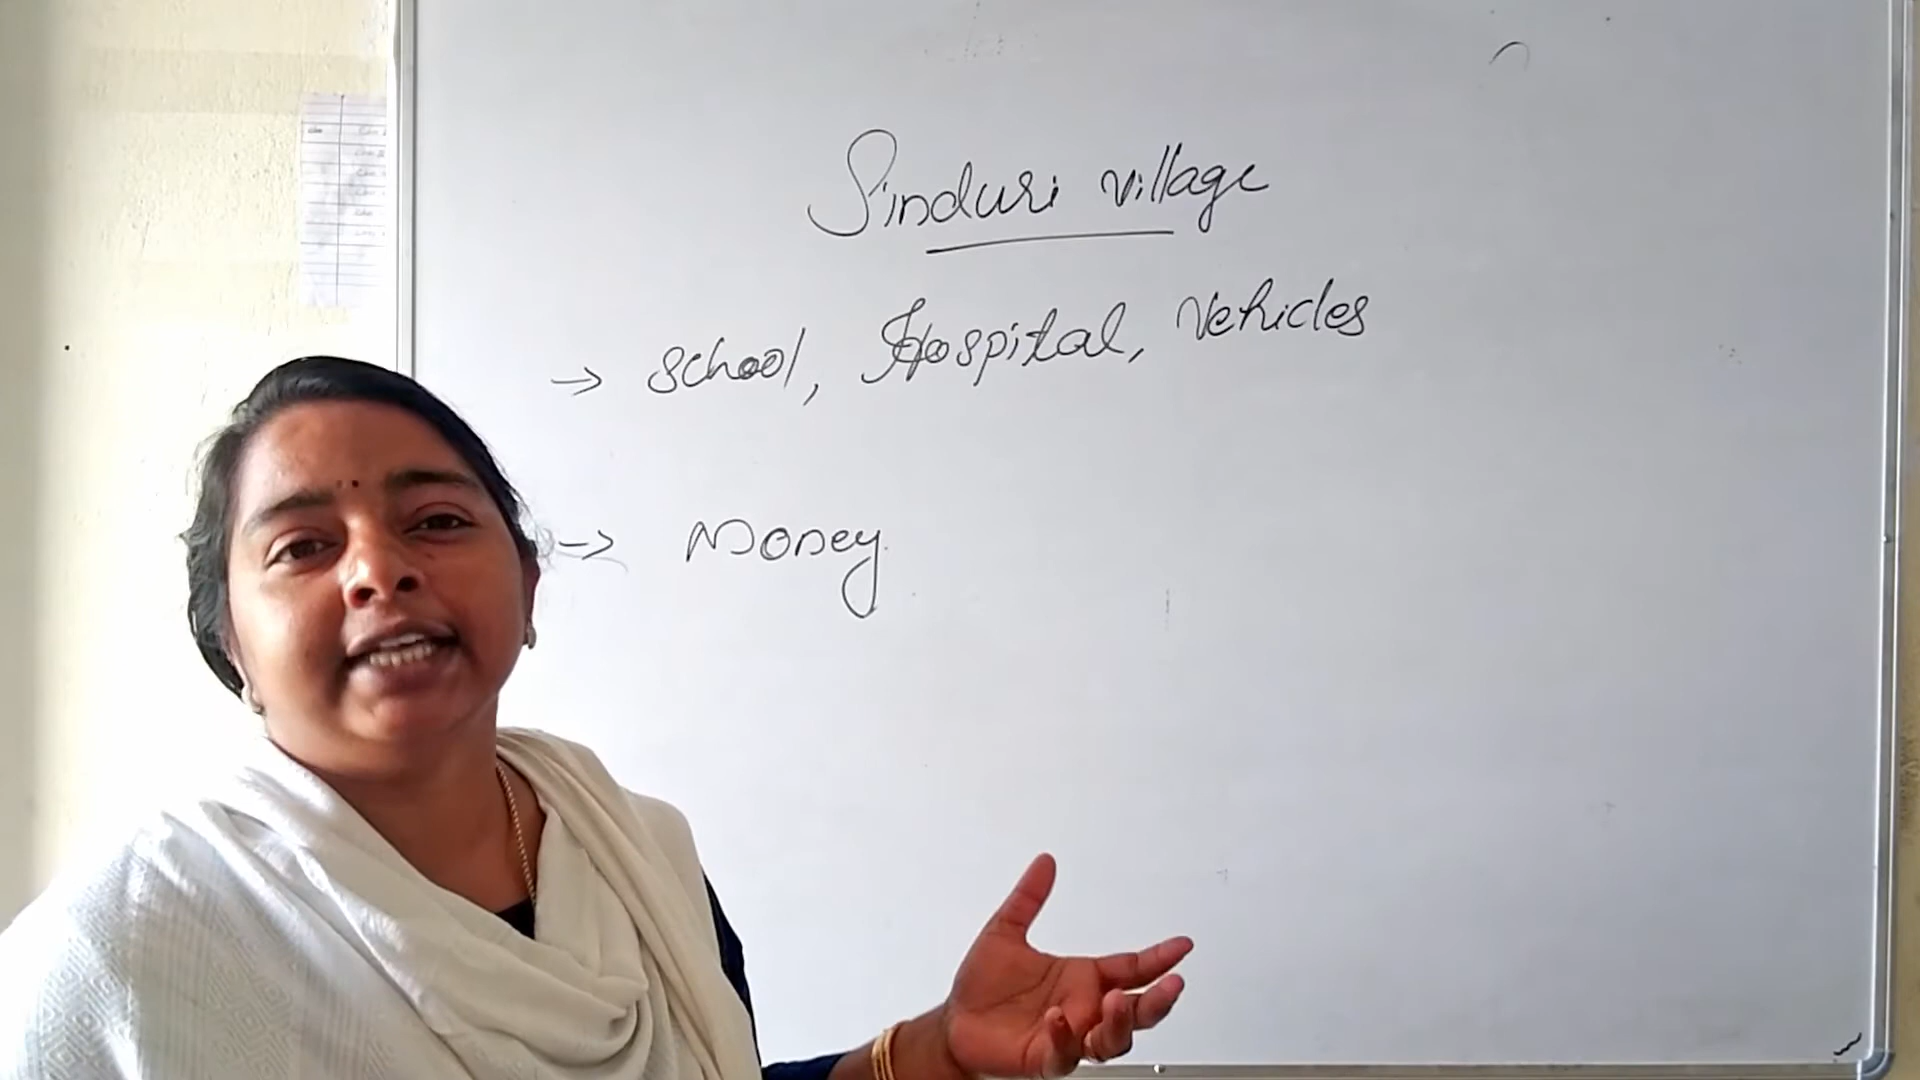 Sinduri village
→ School, Hospital, Vehicles
→ Money